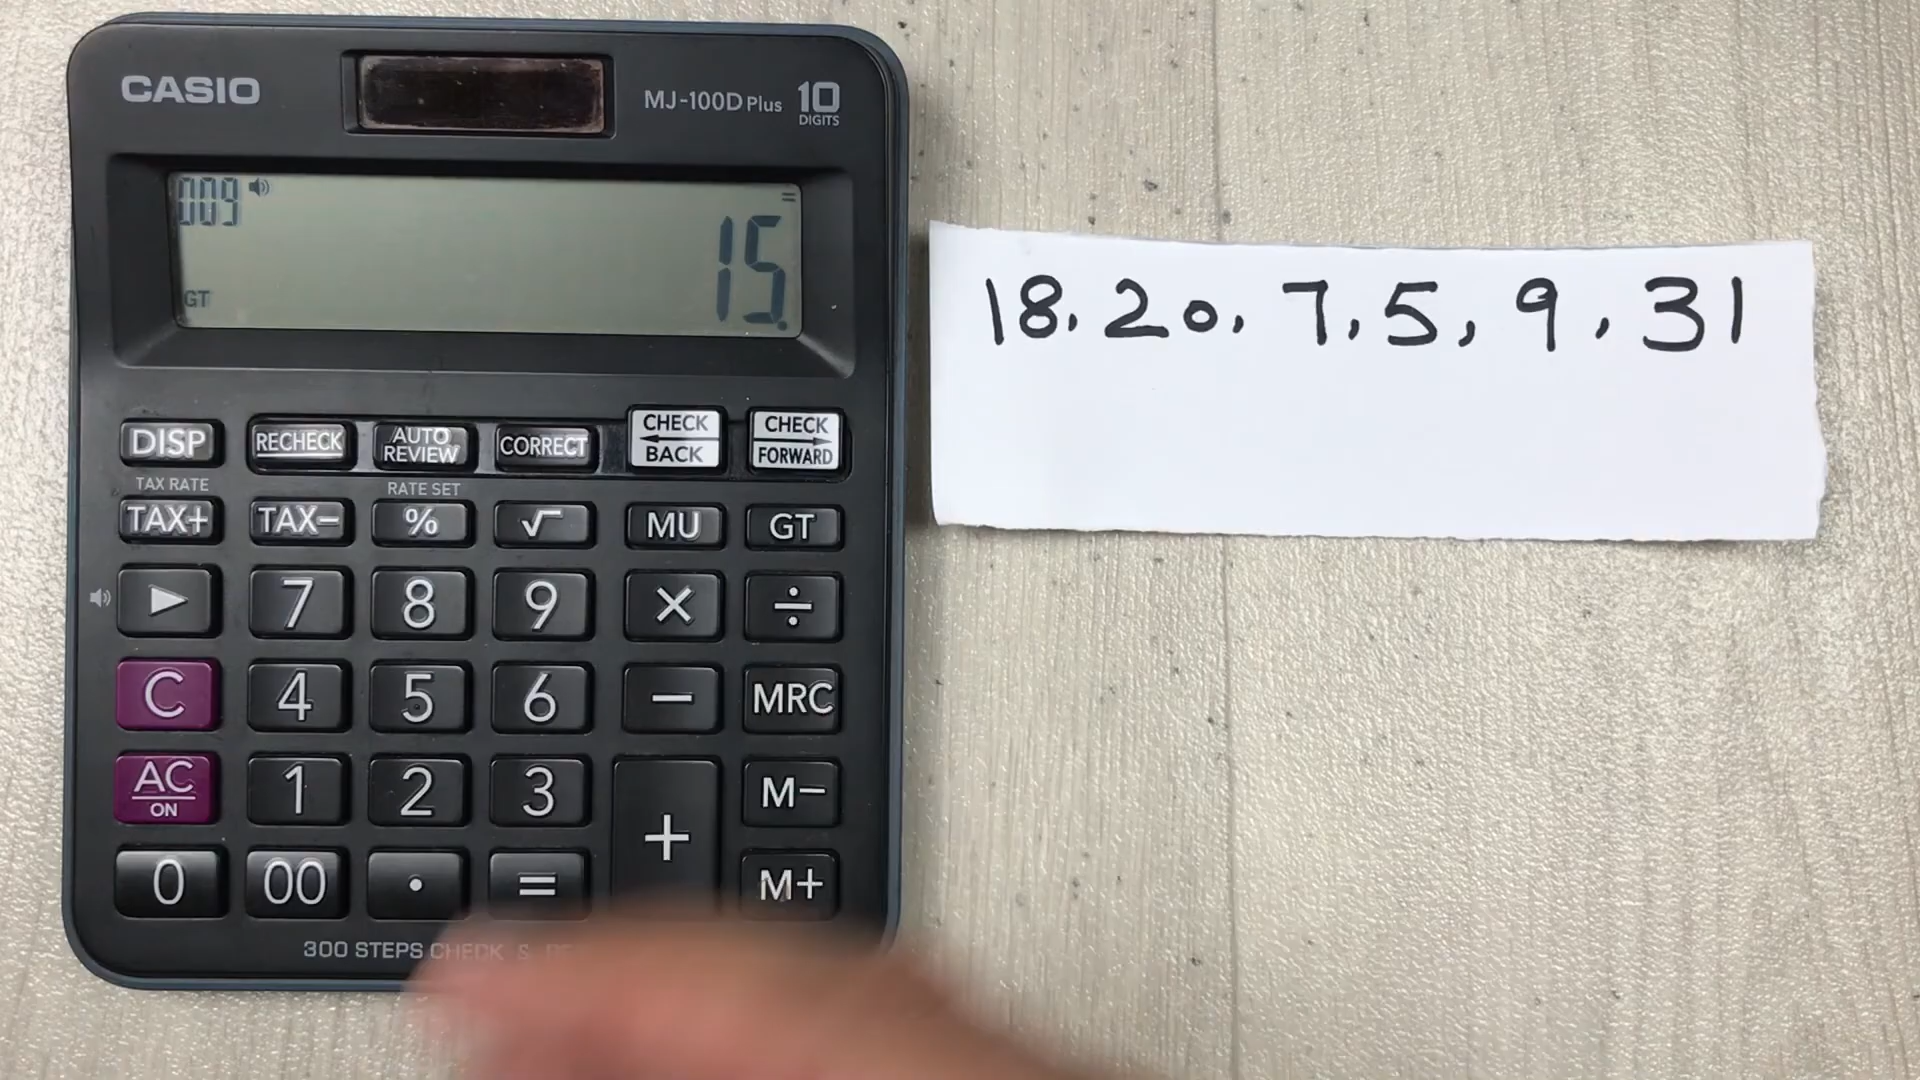 CASIO
MJ-100D Plus 10 DIGITS
009
15.
GT
18, 20, 7, 5, 9, 31
DISP RECHECK AUTO REVIEW CORRECT CHECK BACK CHECK FORWARD
TAX RATE RATE SET
TAX+ TAX− % √ MU GT
7 8 9 × ÷
C 4 5 6 − MRC
AC ON 1 2 3 + M−
0 00 . = M+
300 STEPS CHECK &